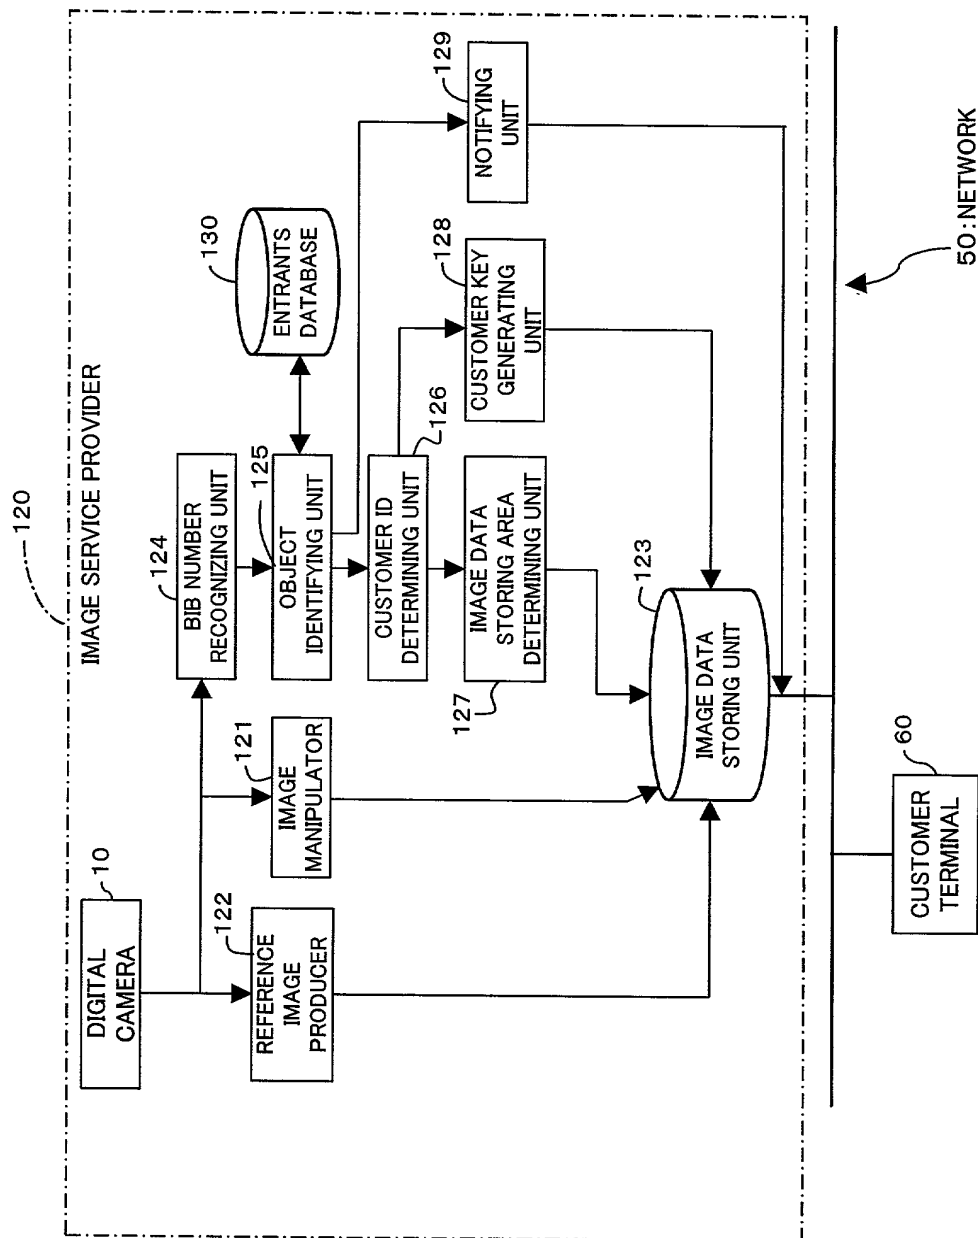 120
IMAGE SERVICE PROVIDER
DIGITAL
CAMERA
10
REFERENCE
IMAGE
PRODUCER
122
IMAGE
MANIPULATOR
121
BIB NUMBER
RECOGNIZING UNIT
124
OBJECT
IDENTIFYING UNIT
125
ENTRANTS
DATABASE
130
CUSTOMER ID
DETERMINING UNIT
126
IMAGE DATA
STORING AREA
DETERMINING UNIT
127
CUSTOMER KEY
GENERATING
UNIT
128
NOTIFYING
UNIT
129
IMAGE DATA
STORING UNIT
123
CUSTOMER
TERMINAL
60
50:NETWORK